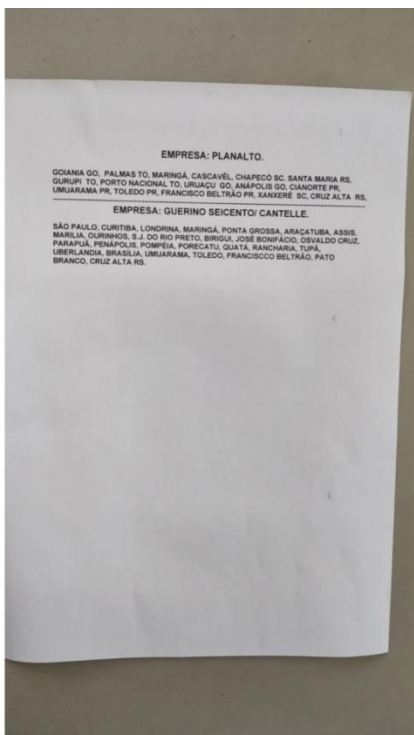 EMPRESA: PLANALTO.
GOIANIA GO, PALMAS TO, MARINGÁ, CASCAVÉL, CHAPECÓ SC. SANTA MARIA RS,
GURUPI TO, PORTO NACIONAL TO, URUAÇU GO, ANÁPOLIS GO, CIANORTE PR,
UMUARAMA PR, TOLEDO PR, FRANCISCO BELTRÃO PR, XANXERÉ SC, CRUZ ALTA RS,
EMPRESA: GUERINO SEICENTO/ CANTELLE.
SÃO PAULO, CURITIBA, LONDRINA, MARINGÁ, PONTA GROSSA, ARAÇATUBA, ASSIS,
MARILIA, OURINHOS, S.J. DO RIO PRETO, BIRIGUI, JOSÉ BONIFÁCIO, OSVALDO CRUZ,
PARAPUÃ, PENÁPOLIS, POMPÉIA, PORECATU, QUATÁ, RANCHARIA, TUPÃ,
UBERLANDIA, BRASÍLIA, UMUARAMA, TOLEDO, FRANCISCCO BELTRÃO, PATO
BRANCO, CRUZ ALTA RS.